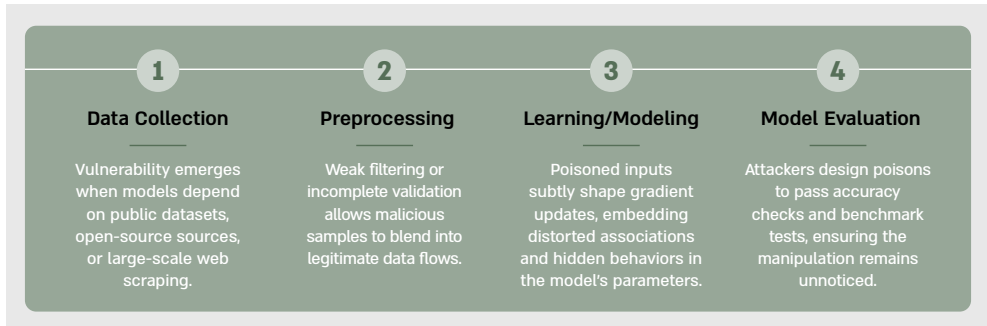 1
Data Collection
Vulnerability emerges
when models depend
on public datasets,
open-source sources,
or large-scale web
scraping.
2
Preprocessing
Weak filtering or
incomplete validation
allows malicious
samples to blend into
legitimate data flows.
3
Learning/Modeling
Poisoned inputs
subtly shape gradient
updates, embedding
distorted associations
and hidden behaviors in
the model's parameters.
4
Model Evaluation
Attackers design poisons
to pass accuracy
checks and benchmark
tests, ensuring the
manipulation remains
unnoticed.